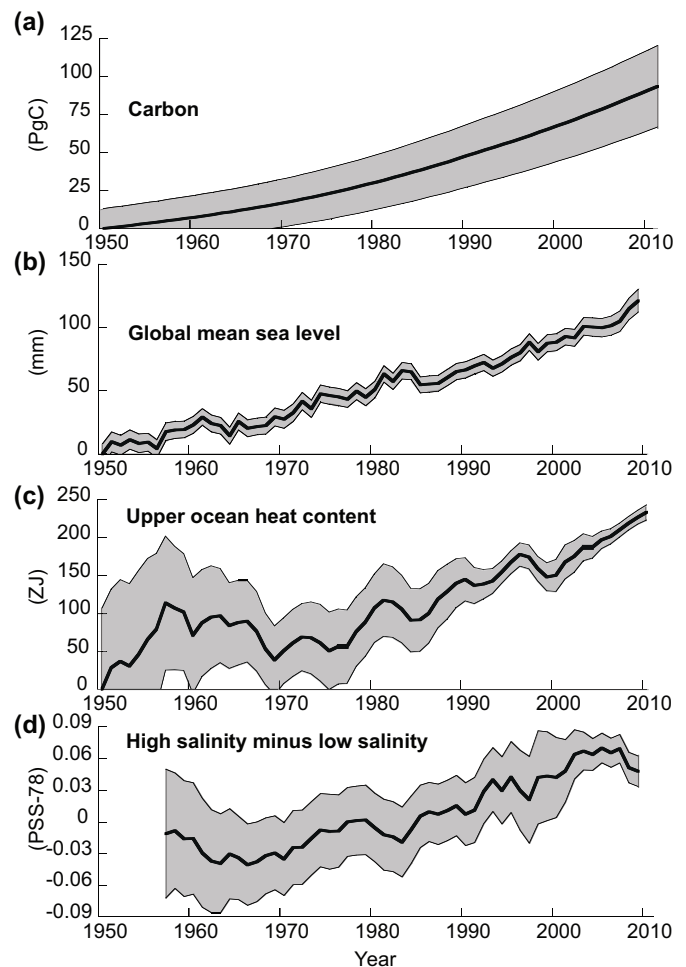 (a)
125
100
75
50
25
0
(PgC)
Carbon
1950 1960 1970 1980 1990 2000 2010
(b)
150
100
50
0
(mm)
Global mean sea level
1950 1960 1970 1980 1990 2000 2010
(c)
250
200
150
100
50
0
(ZJ)
Upper ocean heat content
1950 1960 1970 1980 1990 2000 2010
(d)
0.09
0.06
0.03
0
-0.03
-0.06
-0.09
(PSS-78)
High salinity minus low salinity
1950 1960 1970 1980 1990 2000 2010
Year